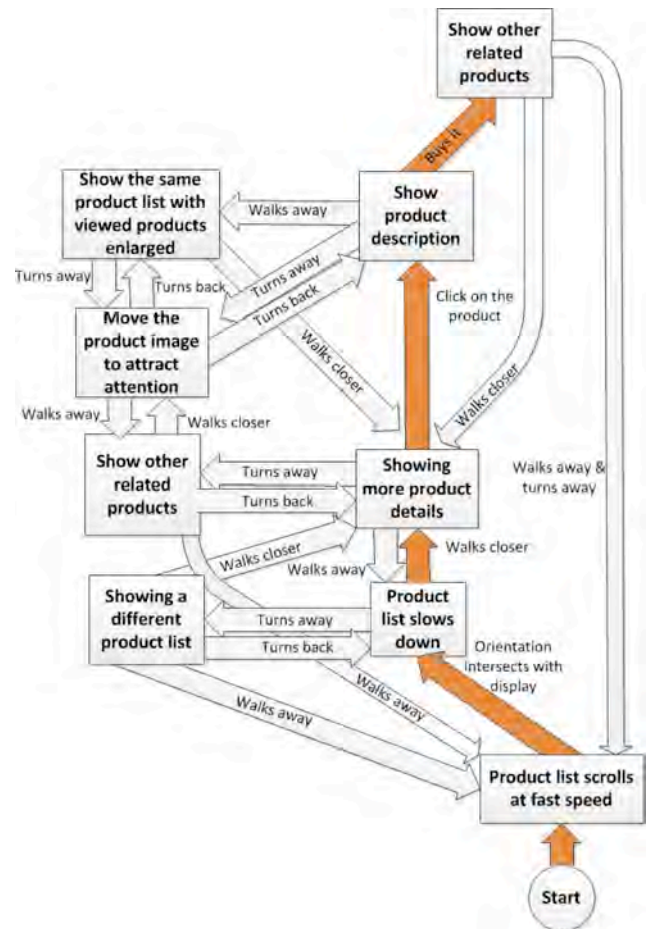 Show other
related
products
Buys it
Show the same
product list with
viewed products
enlarged
Walks away
Show
product
description
Turns away
Turns back
Turns away
Turns back
Click on the
product
Move the
product image
to attract
attention
Walks closer
Walks closer
Walks away
Walks closer
Show other
related
products
Turns away
Turns back
Showing
more product
details
Walks away &
turns away
Walks closer
Walks away
Walks closer
Showing a
different
product list
Turns away
Turns back
Product
list slows
down
Orientation
intersects with
display
Walks away
Walks away
Product list scrolls
at fast speed
Start